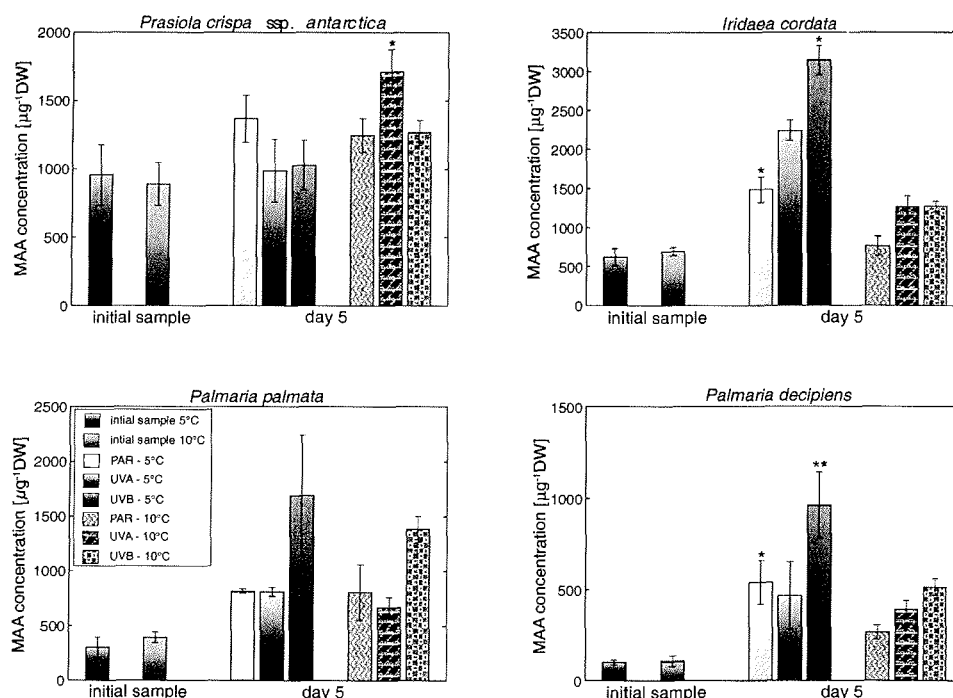 Prasiola crispa ssp. antarctica
MAA concentration [µg⁻¹DW]
2000
1500
1000
500
0
*
initial sample
day 5
Iridaea cordata
MAA concentration [µg⁻¹DW]
3500
3000
2500
2000
1500
1000
500
0
*
*
initial sample
day 5
Palmaria palmata
MAA concentration [µg⁻¹DW]
2500
2000
1500
1000
500
0
intial sample 5°C
intial sample 10°C
PAR - 5°C
UVA - 5°C
UVB - 5°C
PAR - 10°C
UVA - 10°C
UVB - 10°C
initial sample
day 5
Palmaria decipiens
MAA concentration [µg⁻¹DW]
1500
1000
500
0
*
**
initial sample
day 5